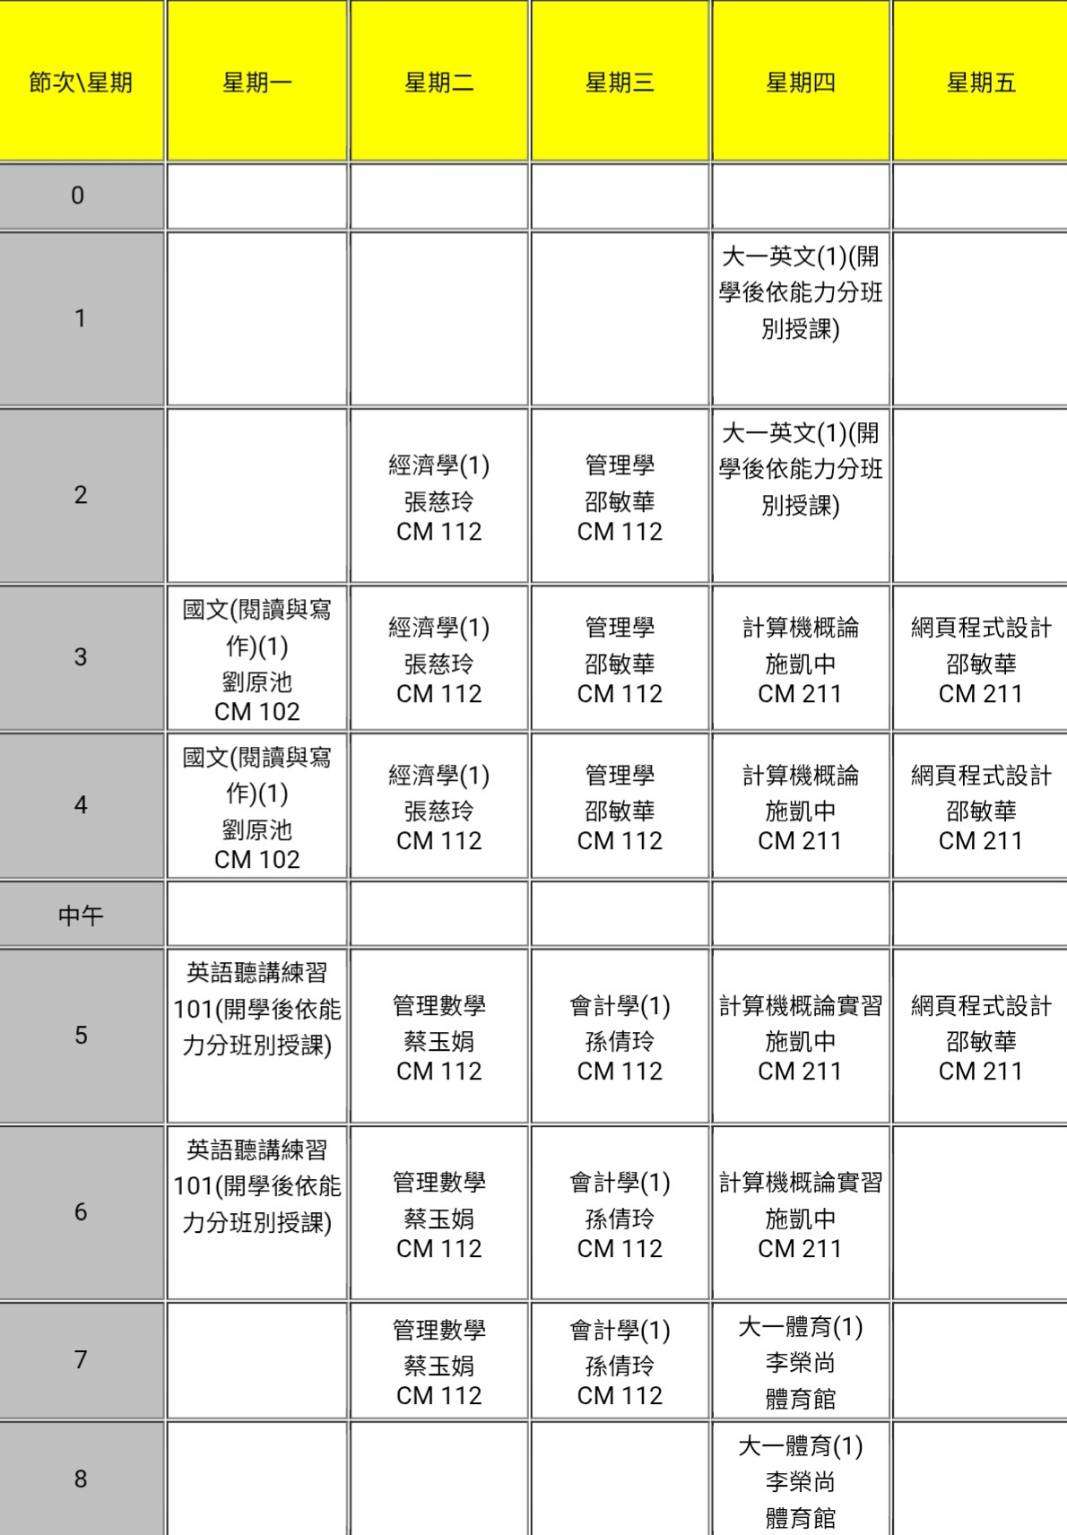 節次\星期 星期一 星期二 星期三 星期四 星期五
0
1
大一英文(1)(開
學後依能力分班
別授課)
2
經濟學(1)
張慈玲
CM 112
管理學
邵敏華
CM 112
大一英文(1)(開
學後依能力分班
別授課)
3
國文(閱讀與寫
作)(1)
劉原池
CM 102
經濟學(1)
張慈玲
CM 112
管理學
邵敏華
CM 112
計算機概論
施凱中
CM 211
網頁程式設計
邵敏華
CM 211
4
國文(閱讀與寫
作)(1)
劉原池
CM 102
經濟學(1)
張慈玲
CM 112
管理學
邵敏華
CM 112
計算機概論
施凱中
CM 211
網頁程式設計
邵敏華
CM 211
中午
5
英語聽講練習
101(開學後依能
力分班別授課)
管理數學
蔡玉娟
CM 112
會計學(1)
孫倩玲
CM 112
計算機概論實習
施凱中
CM 211
網頁程式設計
邵敏華
CM 211
6
英語聽講練習
101(開學後依能
力分班別授課)
管理數學
蔡玉娟
CM 112
會計學(1)
孫倩玲
CM 112
計算機概論實習
施凱中
CM 211
7
管理數學
蔡玉娟
CM 112
會計學(1)
孫倩玲
CM 112
大一體育(1)
李榮尚
體育館
8
大一體育(1)
李榮尚
體育館